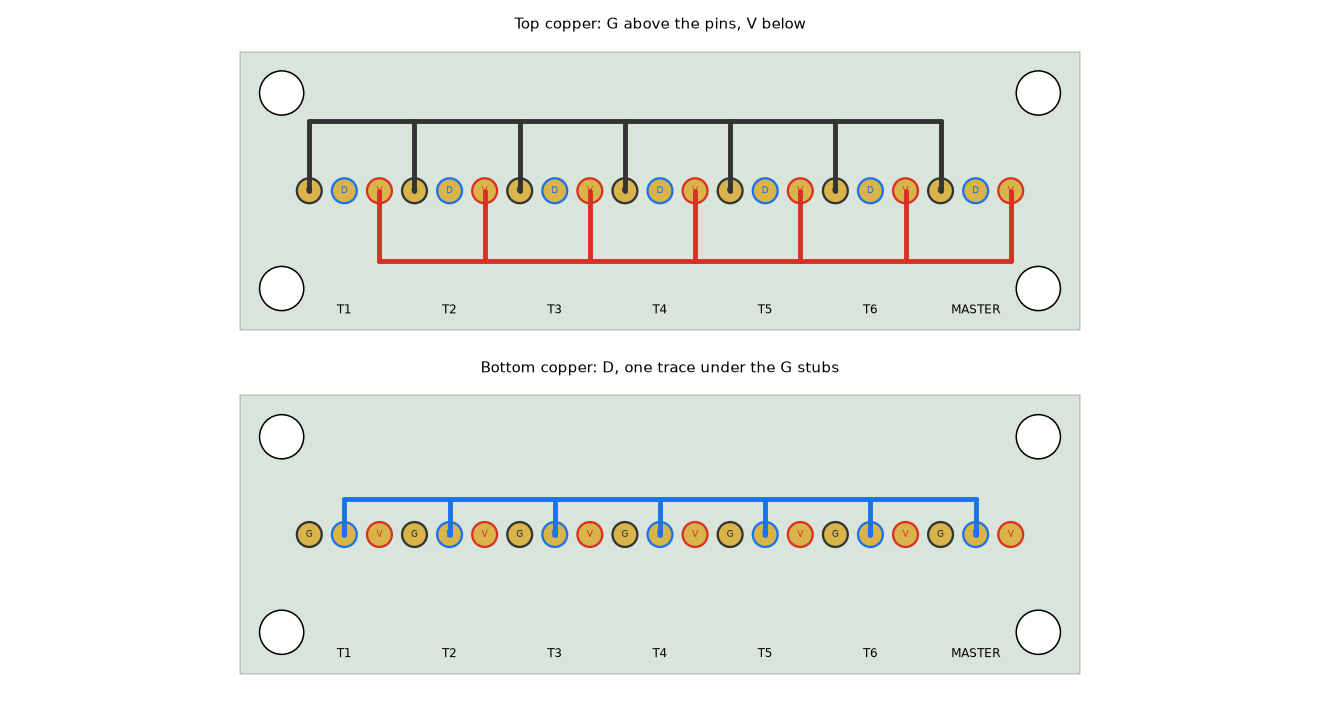 Top copper: G above the pins, V below
D V D V D V D V D V D V D V
T1 T2 T3 T4 T5 T6 MASTER
Bottom copper: D, one trace under the G stubs
G V G V G V G V G V G V G V
T1 T2 T3 T4 T5 T6 MASTER